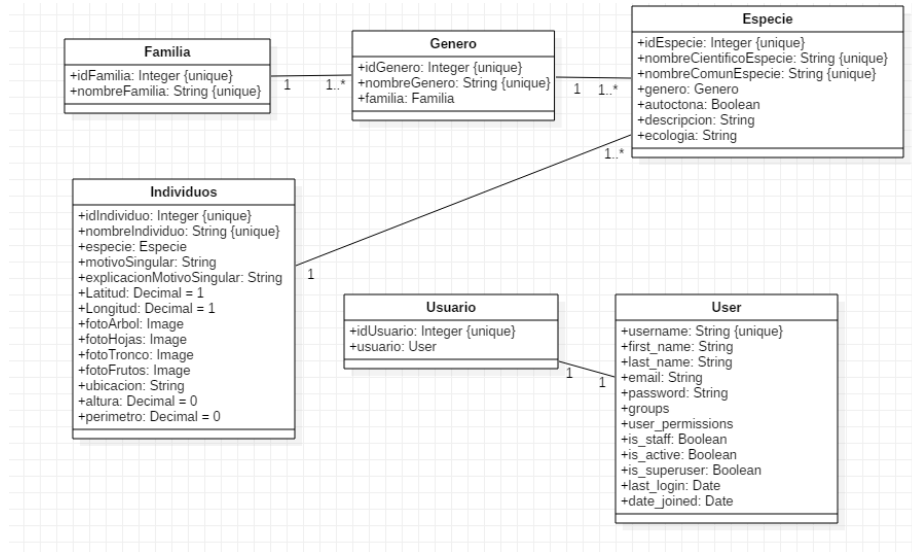 Familia
+idFamilia: Integer {unique}
+nombreFamilia: String {unique}
1
1..*
Genero
+idGenero: Integer {unique}
+nombreGenero: String {unique}
+familia: Familia
1
1..*
Especie
+idEspecie: Integer {unique}
+nombreCientificoEspecie: String {unique}
+nombreComunEspecie: String {unique}
+genero: Genero
+autoctona: Boolean
+descripcion: String
+ecologia: String
1..*
1
Individuos
+idIndividuo: Integer {unique}
+nombreIndividuo: String {unique}
+especie: Especie
+motivoSingular: String
+explicacionMotivoSingular: String
+Latitud: Decimal = 1
+Longitud: Decimal = 1
+fotoArbol: Image
+fotoHojas: Image
+fotoTronco: Image
+fotoFrutos: Image
+ubicacion: String
+altura: Decimal = 0
+perimetro: Decimal = 0
Usuario
+idUsuario: Integer {unique}
+usuario: User
1
1
User
+username: String {unique}
+first_name: String
+last_name: String
+email: String
+password: String
+groups
+user_permissions
+is_staff: Boolean
+is_active: Boolean
+is_superuser: Boolean
+last_login: Date
+date_joined: Date